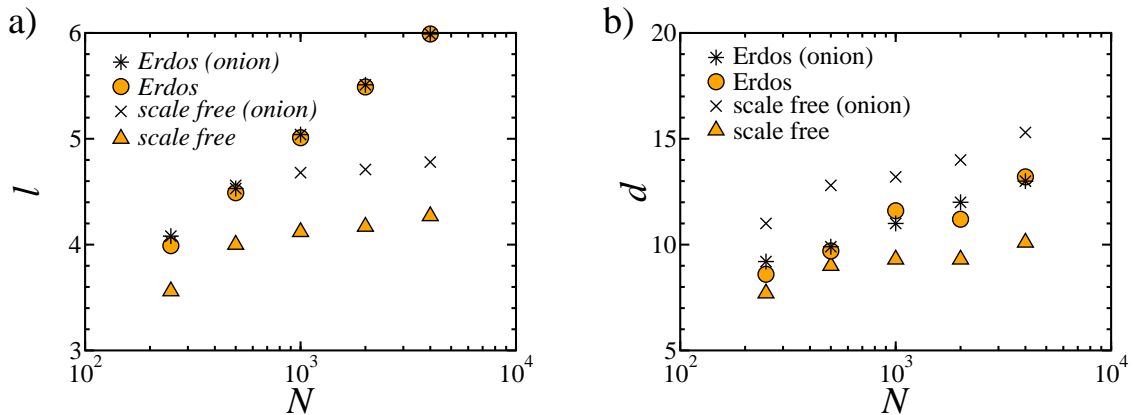 a)
6
5
4
3
l
Erdos (onion)
Erdos
scale free (onion)
scale free
10^2
10^3
10^4
N
b)
20
15
10
5
d
Erdos (onion)
Erdos
scale free (onion)
scale free
10^2
10^3
10^4
N